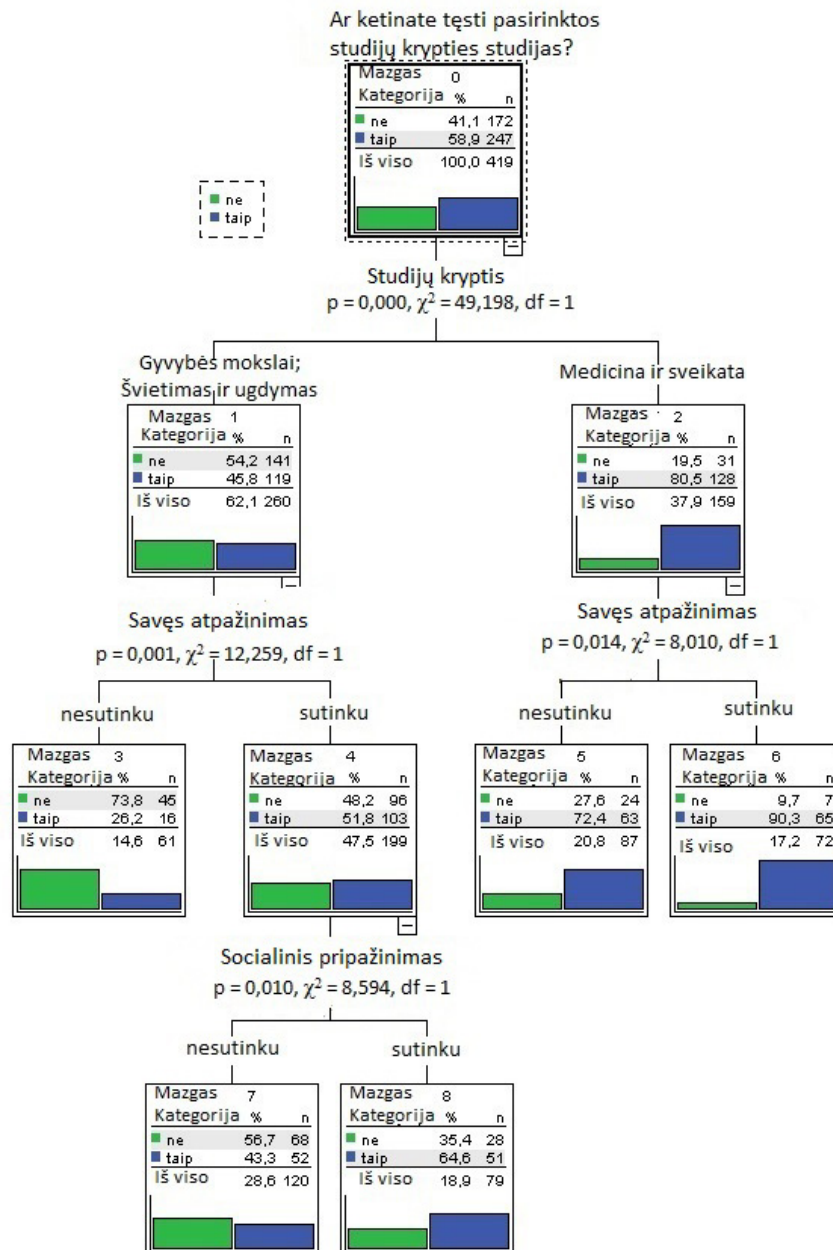 Ar ketinate tęsti pasirinktos
studijų krypties studijas?
Mazgas 0
Kategorija % n
ne 41,1 172
taip 58,9 247
Iš viso 100,0 419
ne
taip
Studijų kryptis
p = 0,000, χ² = 49,198, df = 1
Gyvybės mokslai;
Švietimas ir ugdymas
Mazgas 1
Kategorija % n
ne 54,2 141
taip 45,8 119
Iš viso 62,1 260
Medicina ir sveikata
Mazgas 2
Kategorija % n
ne 19,5 31
taip 80,5 128
Iš viso 37,9 159
Savęs atpažinimas
p = 0,001, χ² = 12,259, df = 1
Savęs atpažinimas
p = 0,014, χ² = 8,010, df = 1
nesutinku
Mazgas 3
Kategorija % n
ne 73,8 45
taip 26,2 16
Iš viso 14,6 61
sutinku
Mazgas 4
Kategorija % n
ne 48,2 96
taip 51,8 103
Iš viso 47,5 199
nesutinku
Mazgas 5
Kategorija % n
ne 27,6 24
taip 72,4 63
Iš viso 20,8 87
sutinku
Mazgas 6
Kategorija % n
ne 9,7 7
taip 90,3 65
Iš viso 17,2 72
Socialinis pripažinimas
p = 0,010, χ² = 8,594, df = 1
nesutinku
Mazgas 7
Kategorija % n
ne 56,7 68
taip 43,3 52
Iš viso 28,6 120
sutinku
Mazgas 8
Kategorija % n
ne 35,4 28
taip 64,6 51
Iš viso 18,9 79